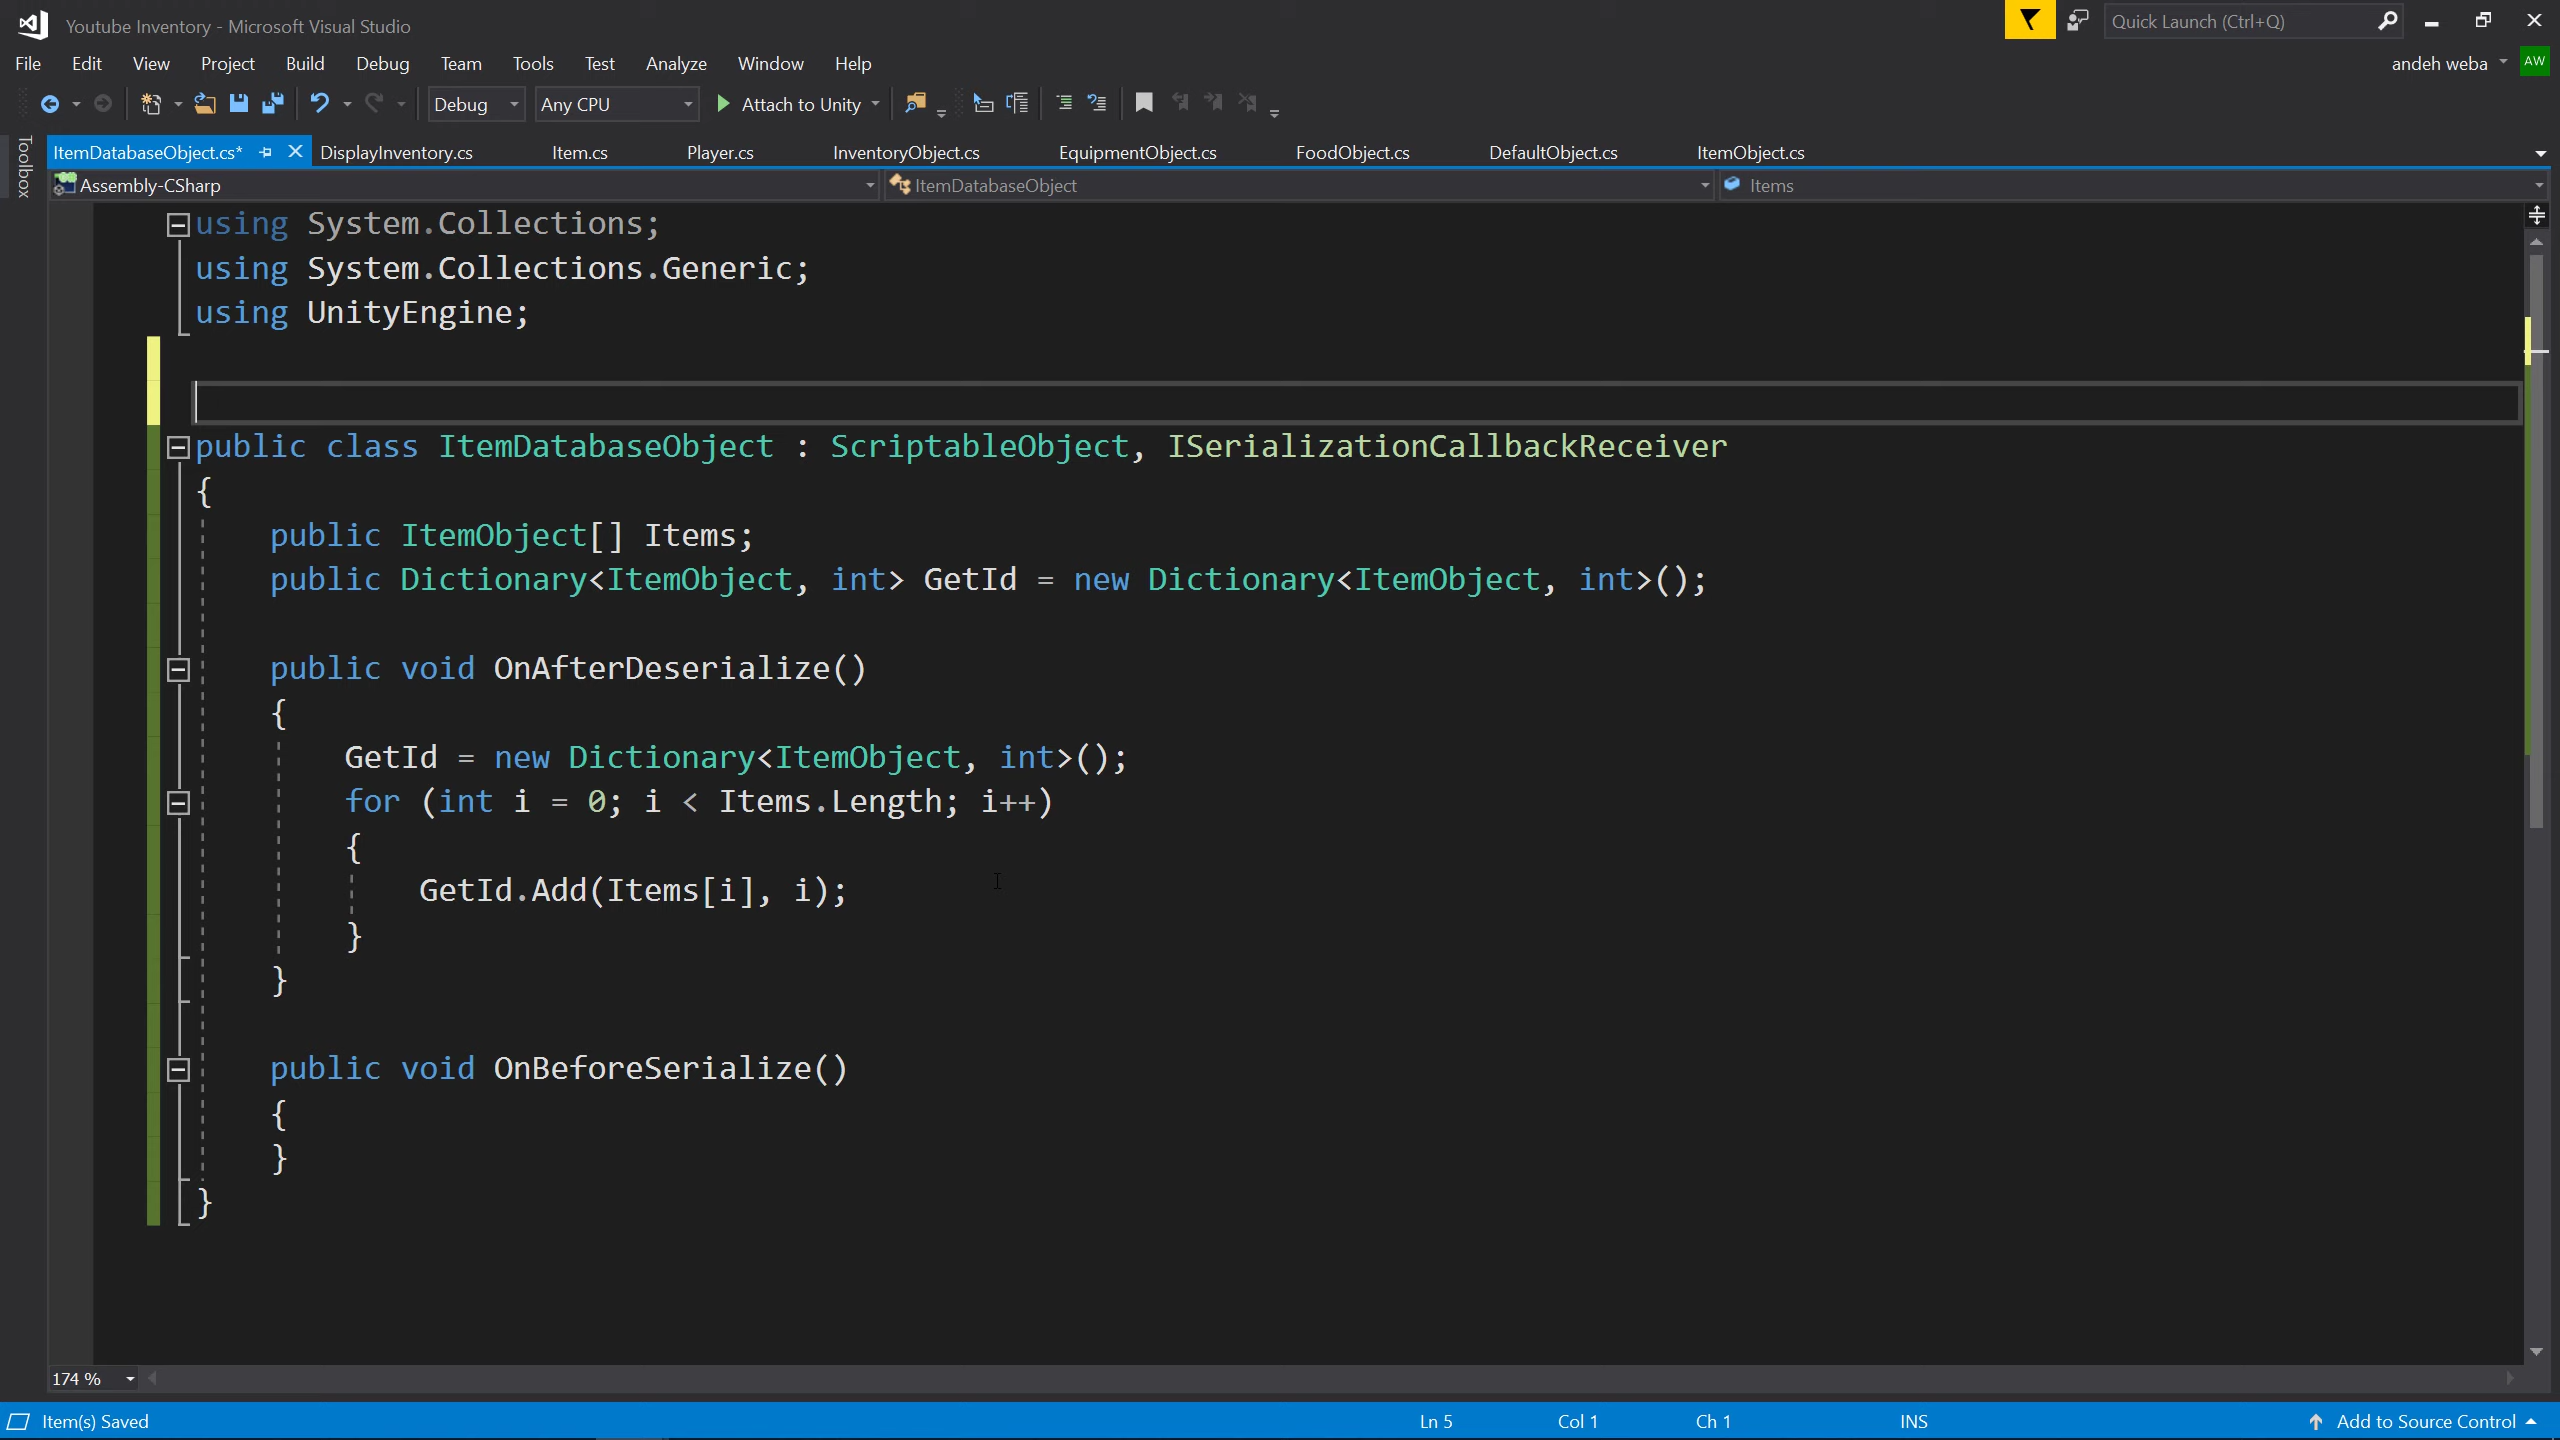 Youtube Inventory - Microsoft Visual Studio
Quick Launch (Ctrl+Q)
File Edit View Project Build Debug Team Tools Test Analyze Window Help
andeh weba AW
Debug Any CPU Attach to Unity
Toolbox
ItemDatabaseObject.cs* DisplayInventory.cs Item.cs Player.cs InventoryObject.cs EquipmentObject.cs FoodObject.cs DefaultObject.cs ItemObject.cs
Assembly-CSharp ItemDatabaseObject Items
using System.Collections;
using System.Collections.Generic;
using UnityEngine;
public class ItemDatabaseObject : ScriptableObject, ISerializationCallbackReceiver
{
public ItemObject[] Items;
public Dictionary<ItemObject, int> GetId = new Dictionary<ItemObject, int>();
public void OnAfterDeserialize()
{
GetId = new Dictionary<ItemObject, int>();
for (int i = 0; i < Items.Length; i++)
{
GetId.Add(Items[i], i);
}
}
public void OnBeforeSerialize()
{
}
}
174 %
Item(s) Saved Ln 5 Col 1 Ch 1 INS Add to Source Control